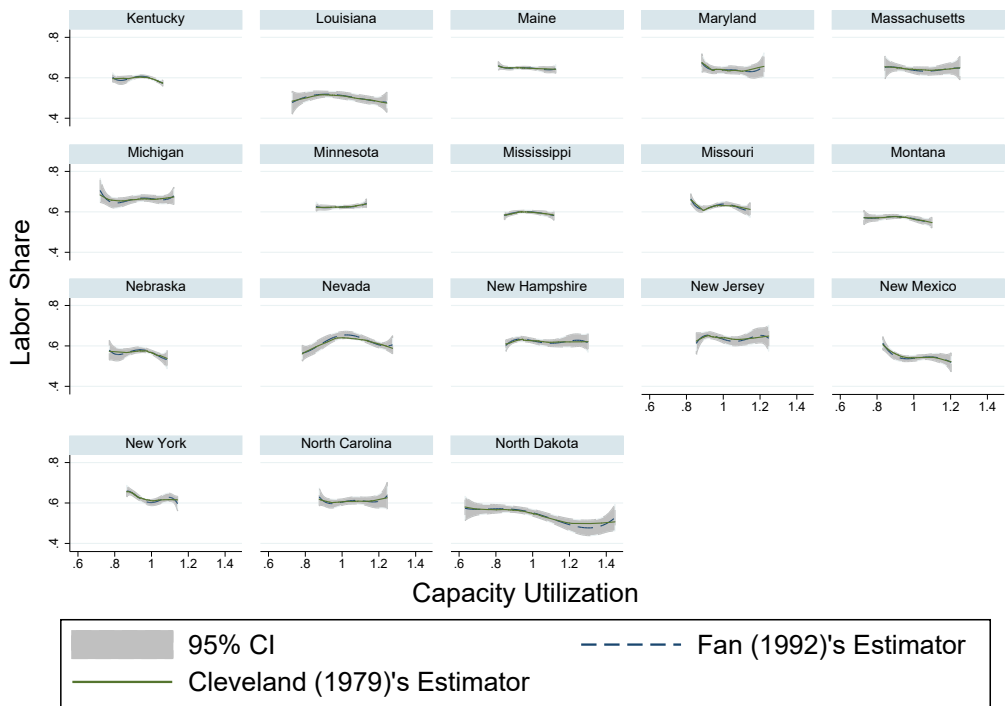 Kentucky Louisiana Maine Maryland Massachusetts
.8
.6
.4
Michigan Minnesota Mississippi Missouri Montana
.8
.6
.4
Nebraska Nevada New Hampshire New Jersey New Mexico
.8
.6
.4
.6 .8 1 1.2 1.4 .6 .8 1 1.2 1.4
New York North Carolina North Dakota
.8
.6
.4
.6 .8 1 1.2 1.4 .6 .8 1 1.2 1.4 .6 .8 1 1.2 1.4
Labor Share
Capacity Utilization
95% CI Fan (1992)'s Estimator
Cleveland (1979)'s Estimator